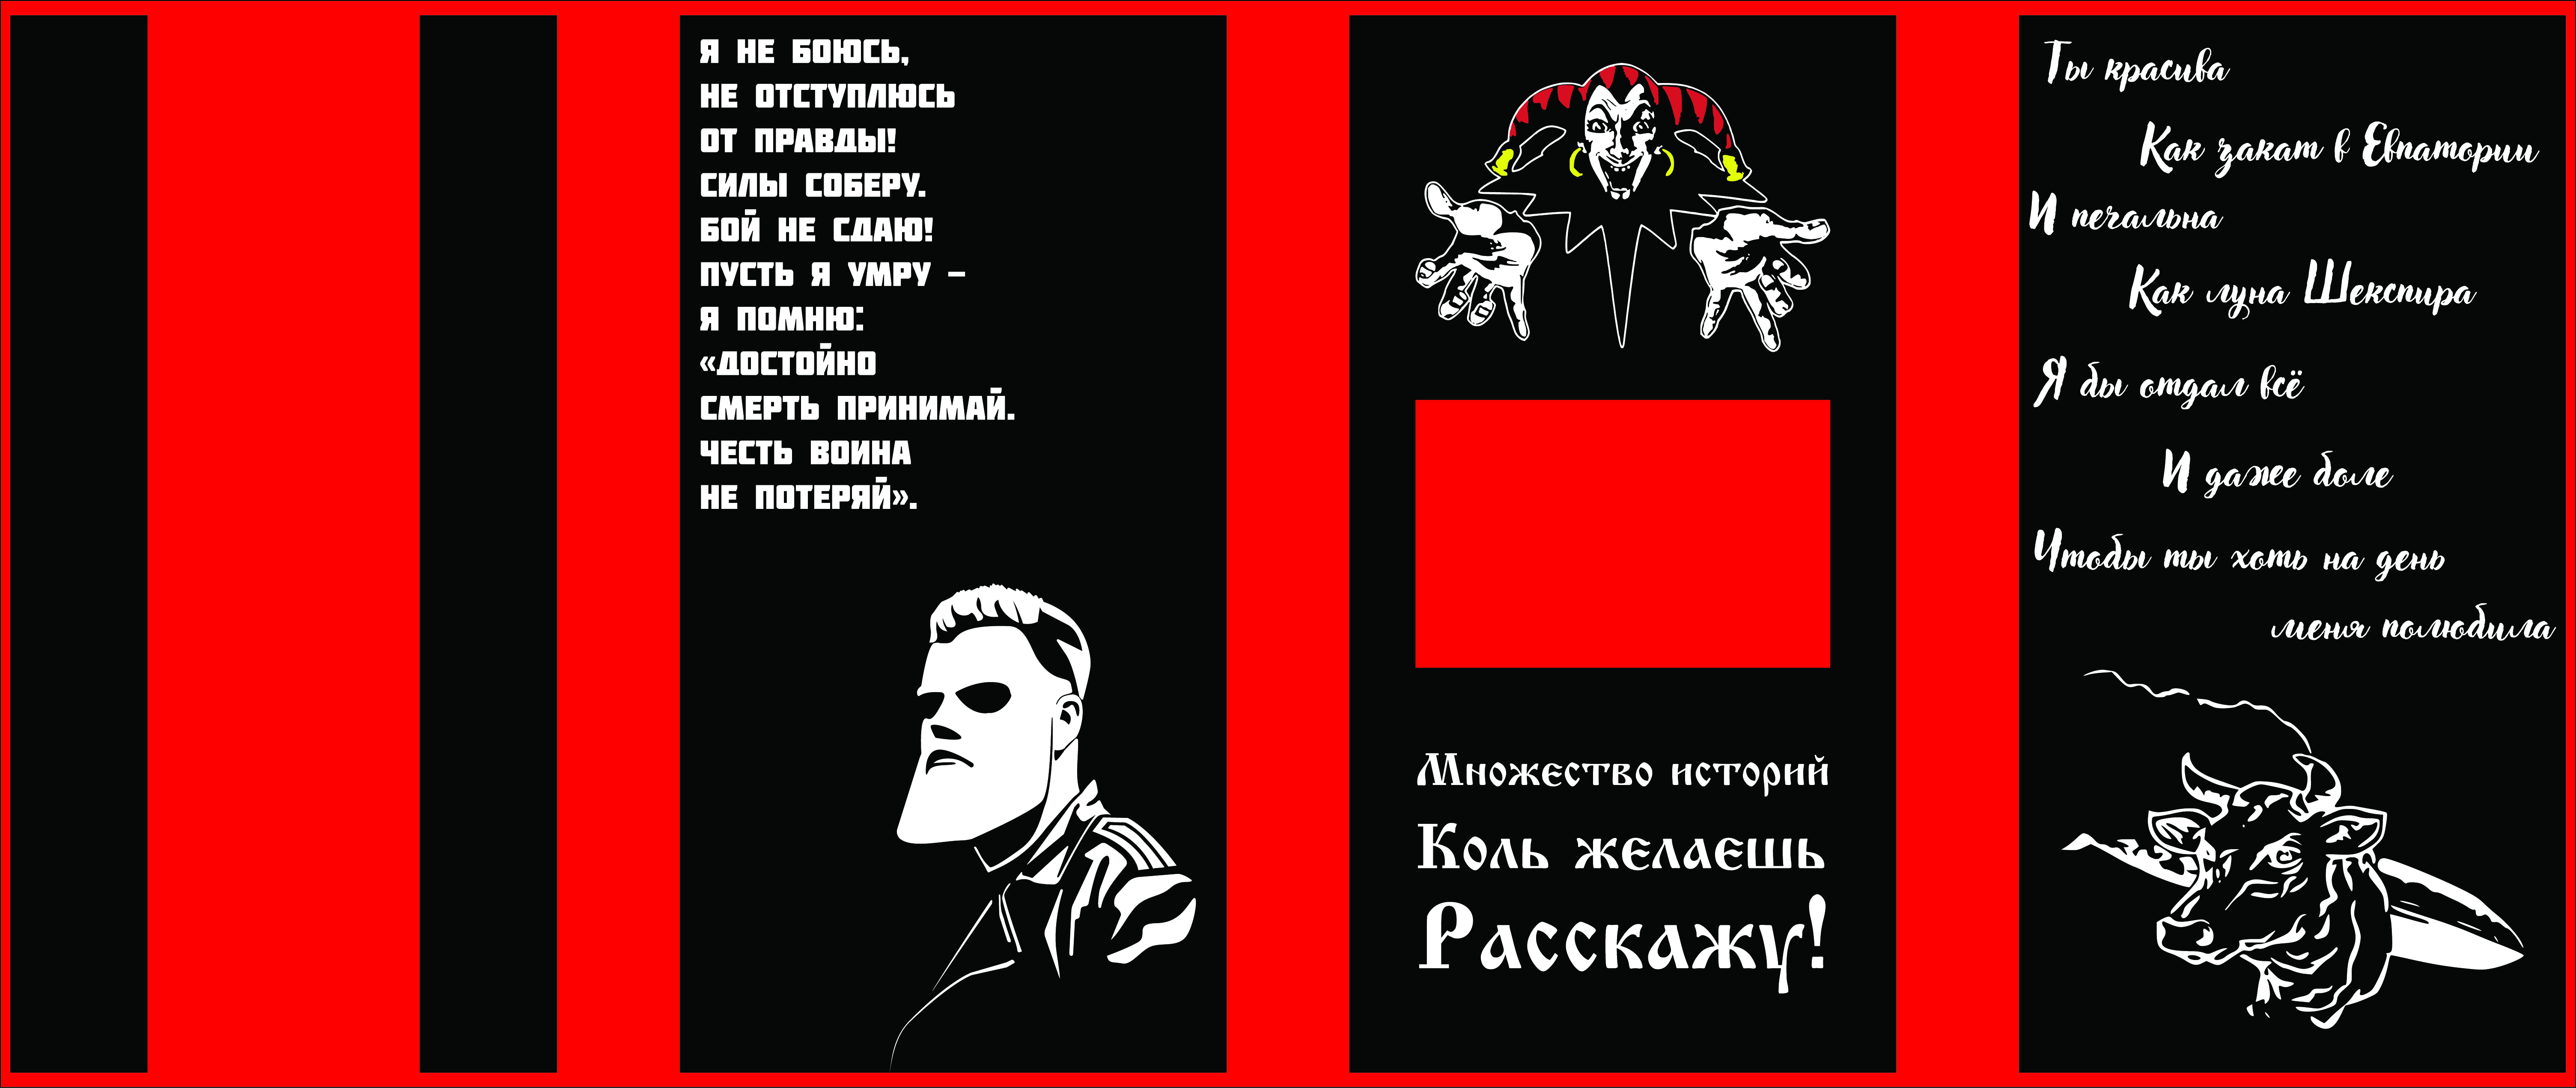 Я НЕ БОЮСЬ,
НЕ ОТСТУПЛЮСЬ
ОТ ПРАВДЫ!
СИЛЫ СОБЕРУ.
БОЙ НЕ СДАЮ!
ПУСТЬ Я УМРУ –
Я ПОМНЮ:
«ДОСТОЙНО
СМЕРТЬ ПРИНИМАЙ.
ЧЕСТЬ ВОИНА
НЕ ПОТЕРЯЙ».
Множество историй
Коль желаешь
Расскажу!
Ты красива
Как закат в Евпатории
И печальна
Как луна Шекспира
Я бы отдал всё
И даже боле
Чтобы ты хоть на день
меня полюбила